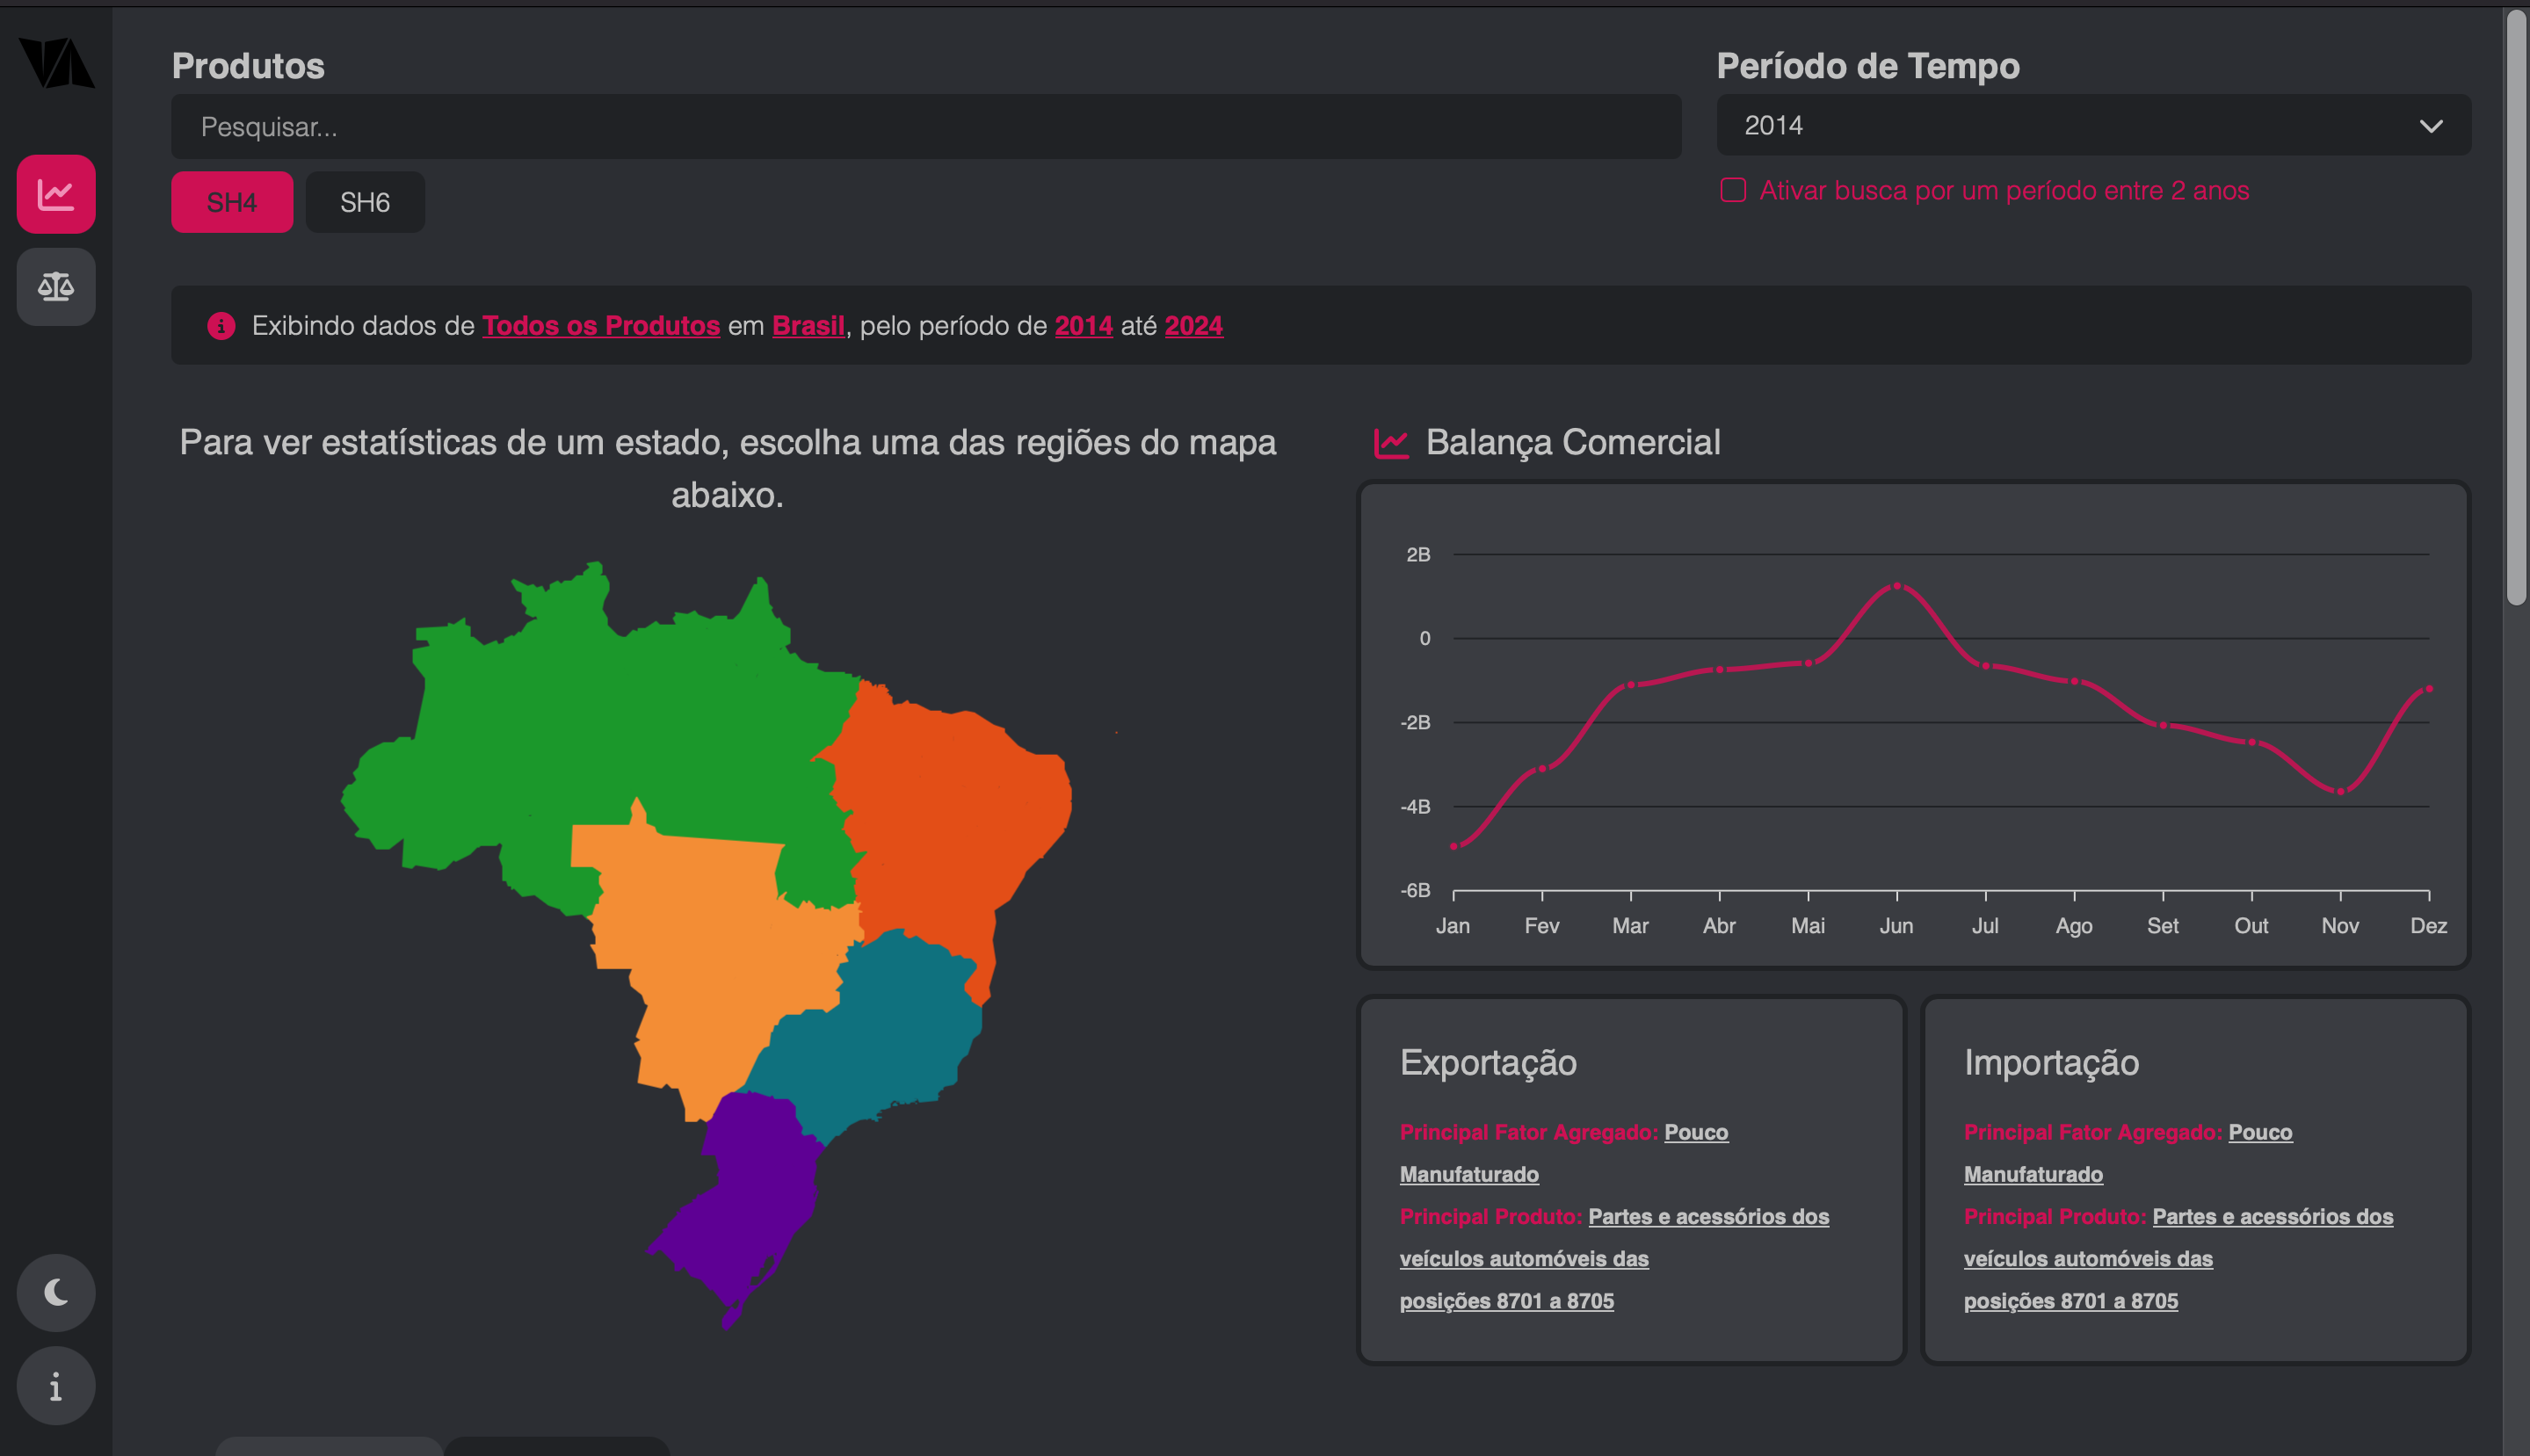 Produtos
Pesquisar...
SH4
SH6
Período de Tempo
2014
Ativar busca por um período entre 2 anos
Exibindo dados de Todos os Produtos em Brasil, pelo período de 2014 até 2024
Para ver estatísticas de um estado, escolha uma das regiões do mapa
abaixo.
Balança Comercial
2B
0
-2B
-4B
-6B
Jan Fev Mar Abr Mai Jun Jul Ago Set Out Nov Dez
Exportação
Principal Fator Agregado: Pouco
Manufaturado
Principal Produto: Partes e acessórios dos
veículos automóveis das
posições 8701 a 8705
Importação
Principal Fator Agregado: Pouco
Manufaturado
Principal Produto: Partes e acessórios dos
veículos automóveis das
posições 8701 a 8705